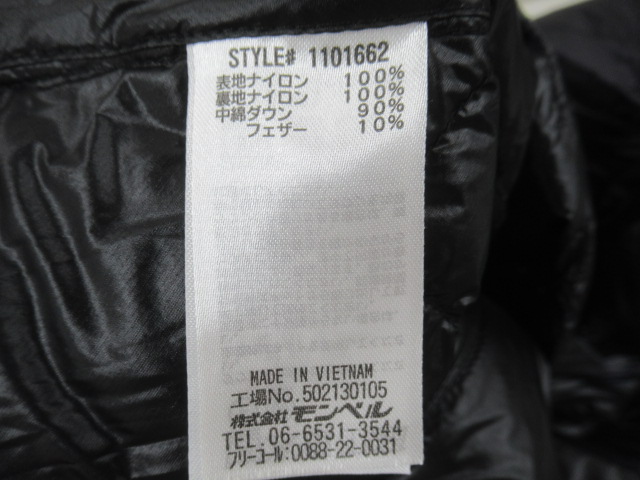 STYLE# 1101662
表地ナイロン 100%
裏地ナイロン 100%
中綿ダウン 90%
フェザー 10%
MADE IN VIETNAM
工場No.502130105
株式会社 モンベル
TEL. 06-6531-3544
フリーコール:0088-22-0031